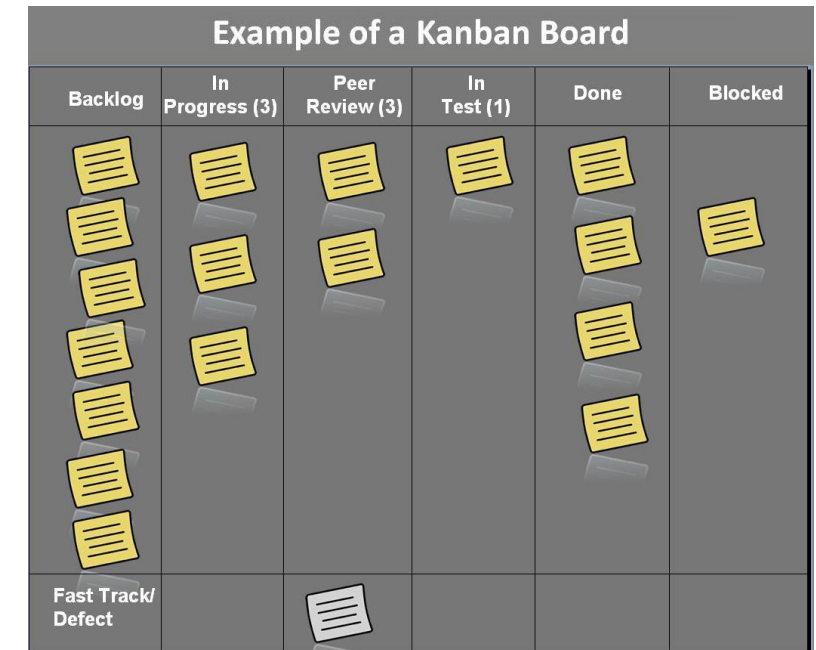 Example of a Kanban Board
Backlog
In
Progress (3)
Peer
Review (3)
In
Test (1)
Done
Blocked
Fast Track/
Defect